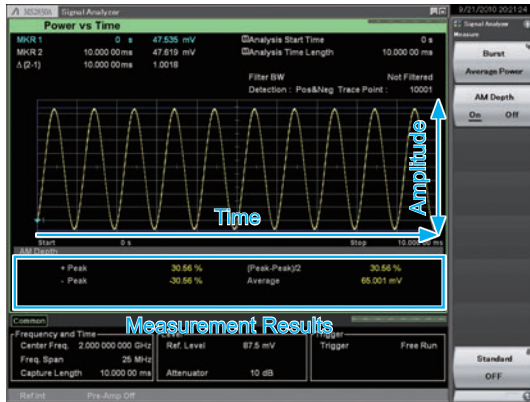 MS2830A Signal Analyzer
9/21/2010 20:21:24
Power vs Time
MKR 1 0 s 47.535 mV Analysis Start Time 0 s
MKR 2 10.000 00 ms 47.619 mV Analysis Time Length 10.000 00 ms
Δ (2-1) 10.000 00 ms 1.0018
Filter BW Not Filtered
Detection : Pos&Neg Trace Point : 10001
Amplitude
Time
Start 0 s Stop 10.000 00 ms
AM Depth
+ Peak 30.56 % (Peak-Peak)/2 30.56 %
- Peak -30.56 % Average 65.001 mV
Measurement Results
Common
Frequency and Time Level Trigger
Center Freq. 2.000 000 000 GHz Ref. Level 87.5 mV Trigger Free Run
Freq. Span 25 MHz
Capture Length 10.000 00 ms Attenuator 10 dB
Ref.Int Pre-Amp Off
Signal Analyzer
Measure
Burst
Average Power
AM Depth
On Off
Standard
OFF